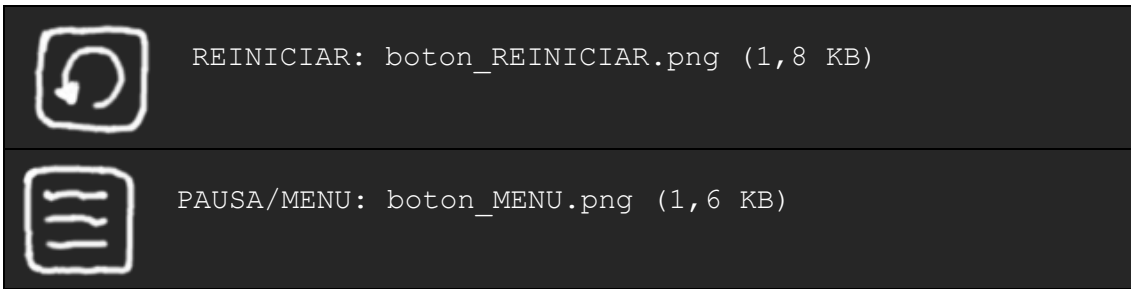 REINICIAR: boton_REINICIAR.png (1,8 KB)
PAUSA/MENU: boton_MENU.png (1,6 KB)